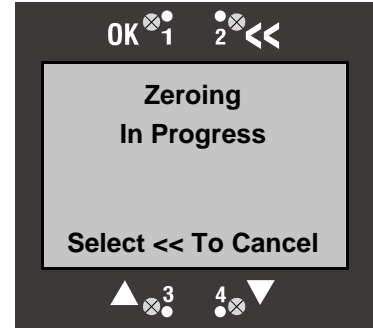 OK 1 2 <<
Zeroing
In Progress
Select << To Cancel
3 4